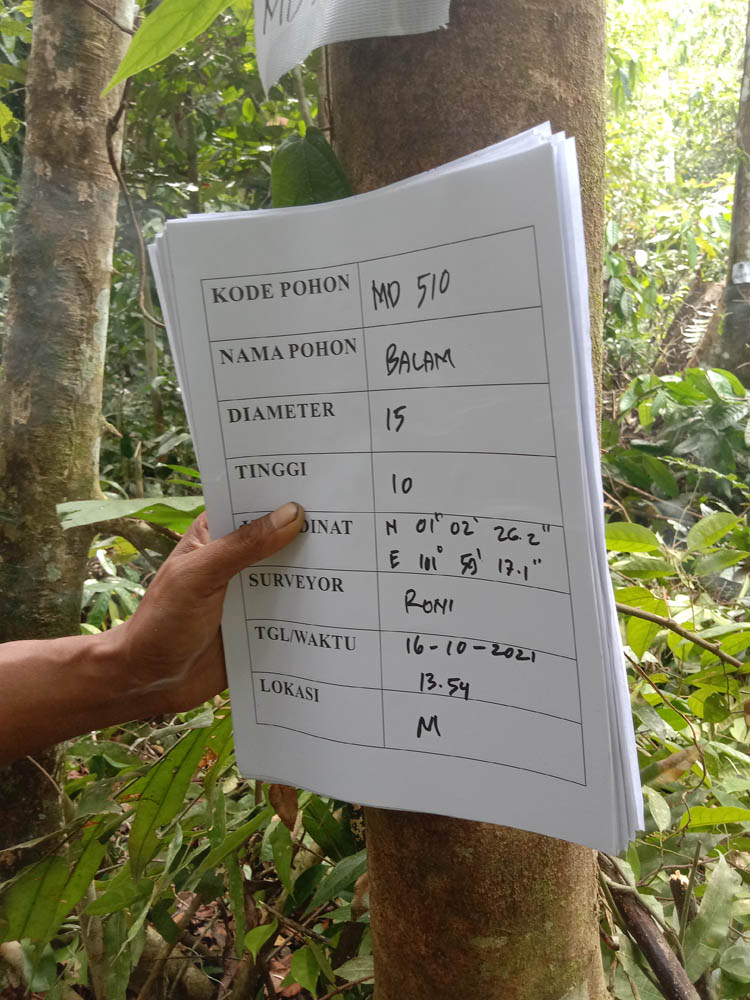 MD
KODE POHON MD 510
NAMA POHON BALAM
DIAMETER 15
TINGGI 10
DINAT N 01° 02' 26.2"
E 101° 59' 17.1"
SURVEYOR RONI
TGL/WAKTU 16-10-2021
13.54
LOKASI M